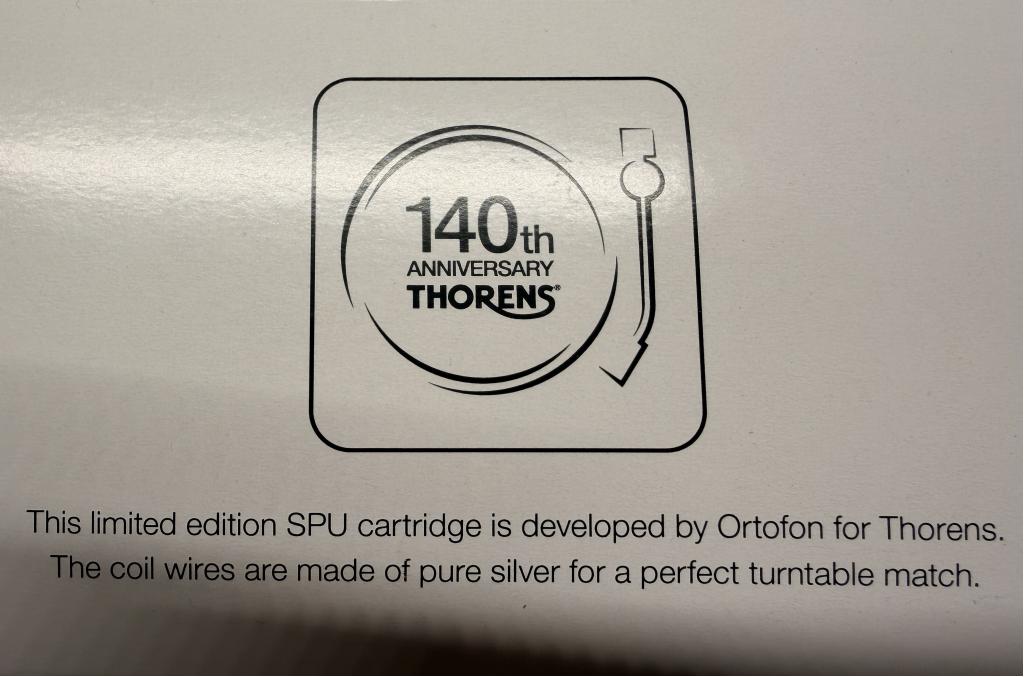 140th
ANNIVERSARY
THORENS®
This limited edition SPU cartridge is developed by Ortofon for Thorens.
The coil wires are made of pure silver for a perfect turntable match.